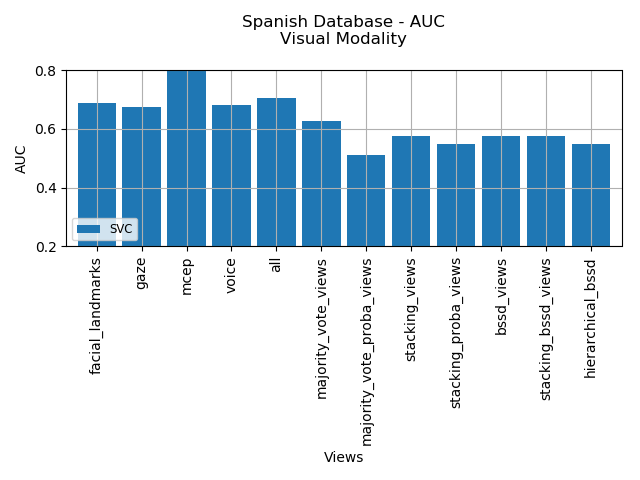 Spanish Database - AUC
Visual Modality
AUC
0.8
0.6
0.4
0.2
SVC
facial_landmarks
gaze
mcep
voice
all
majority_vote_views
majority_vote_proba_views
stacking_views
stacking_proba_views
bssd_views
stacking_bssd_views
hierarchical_bssd
Views